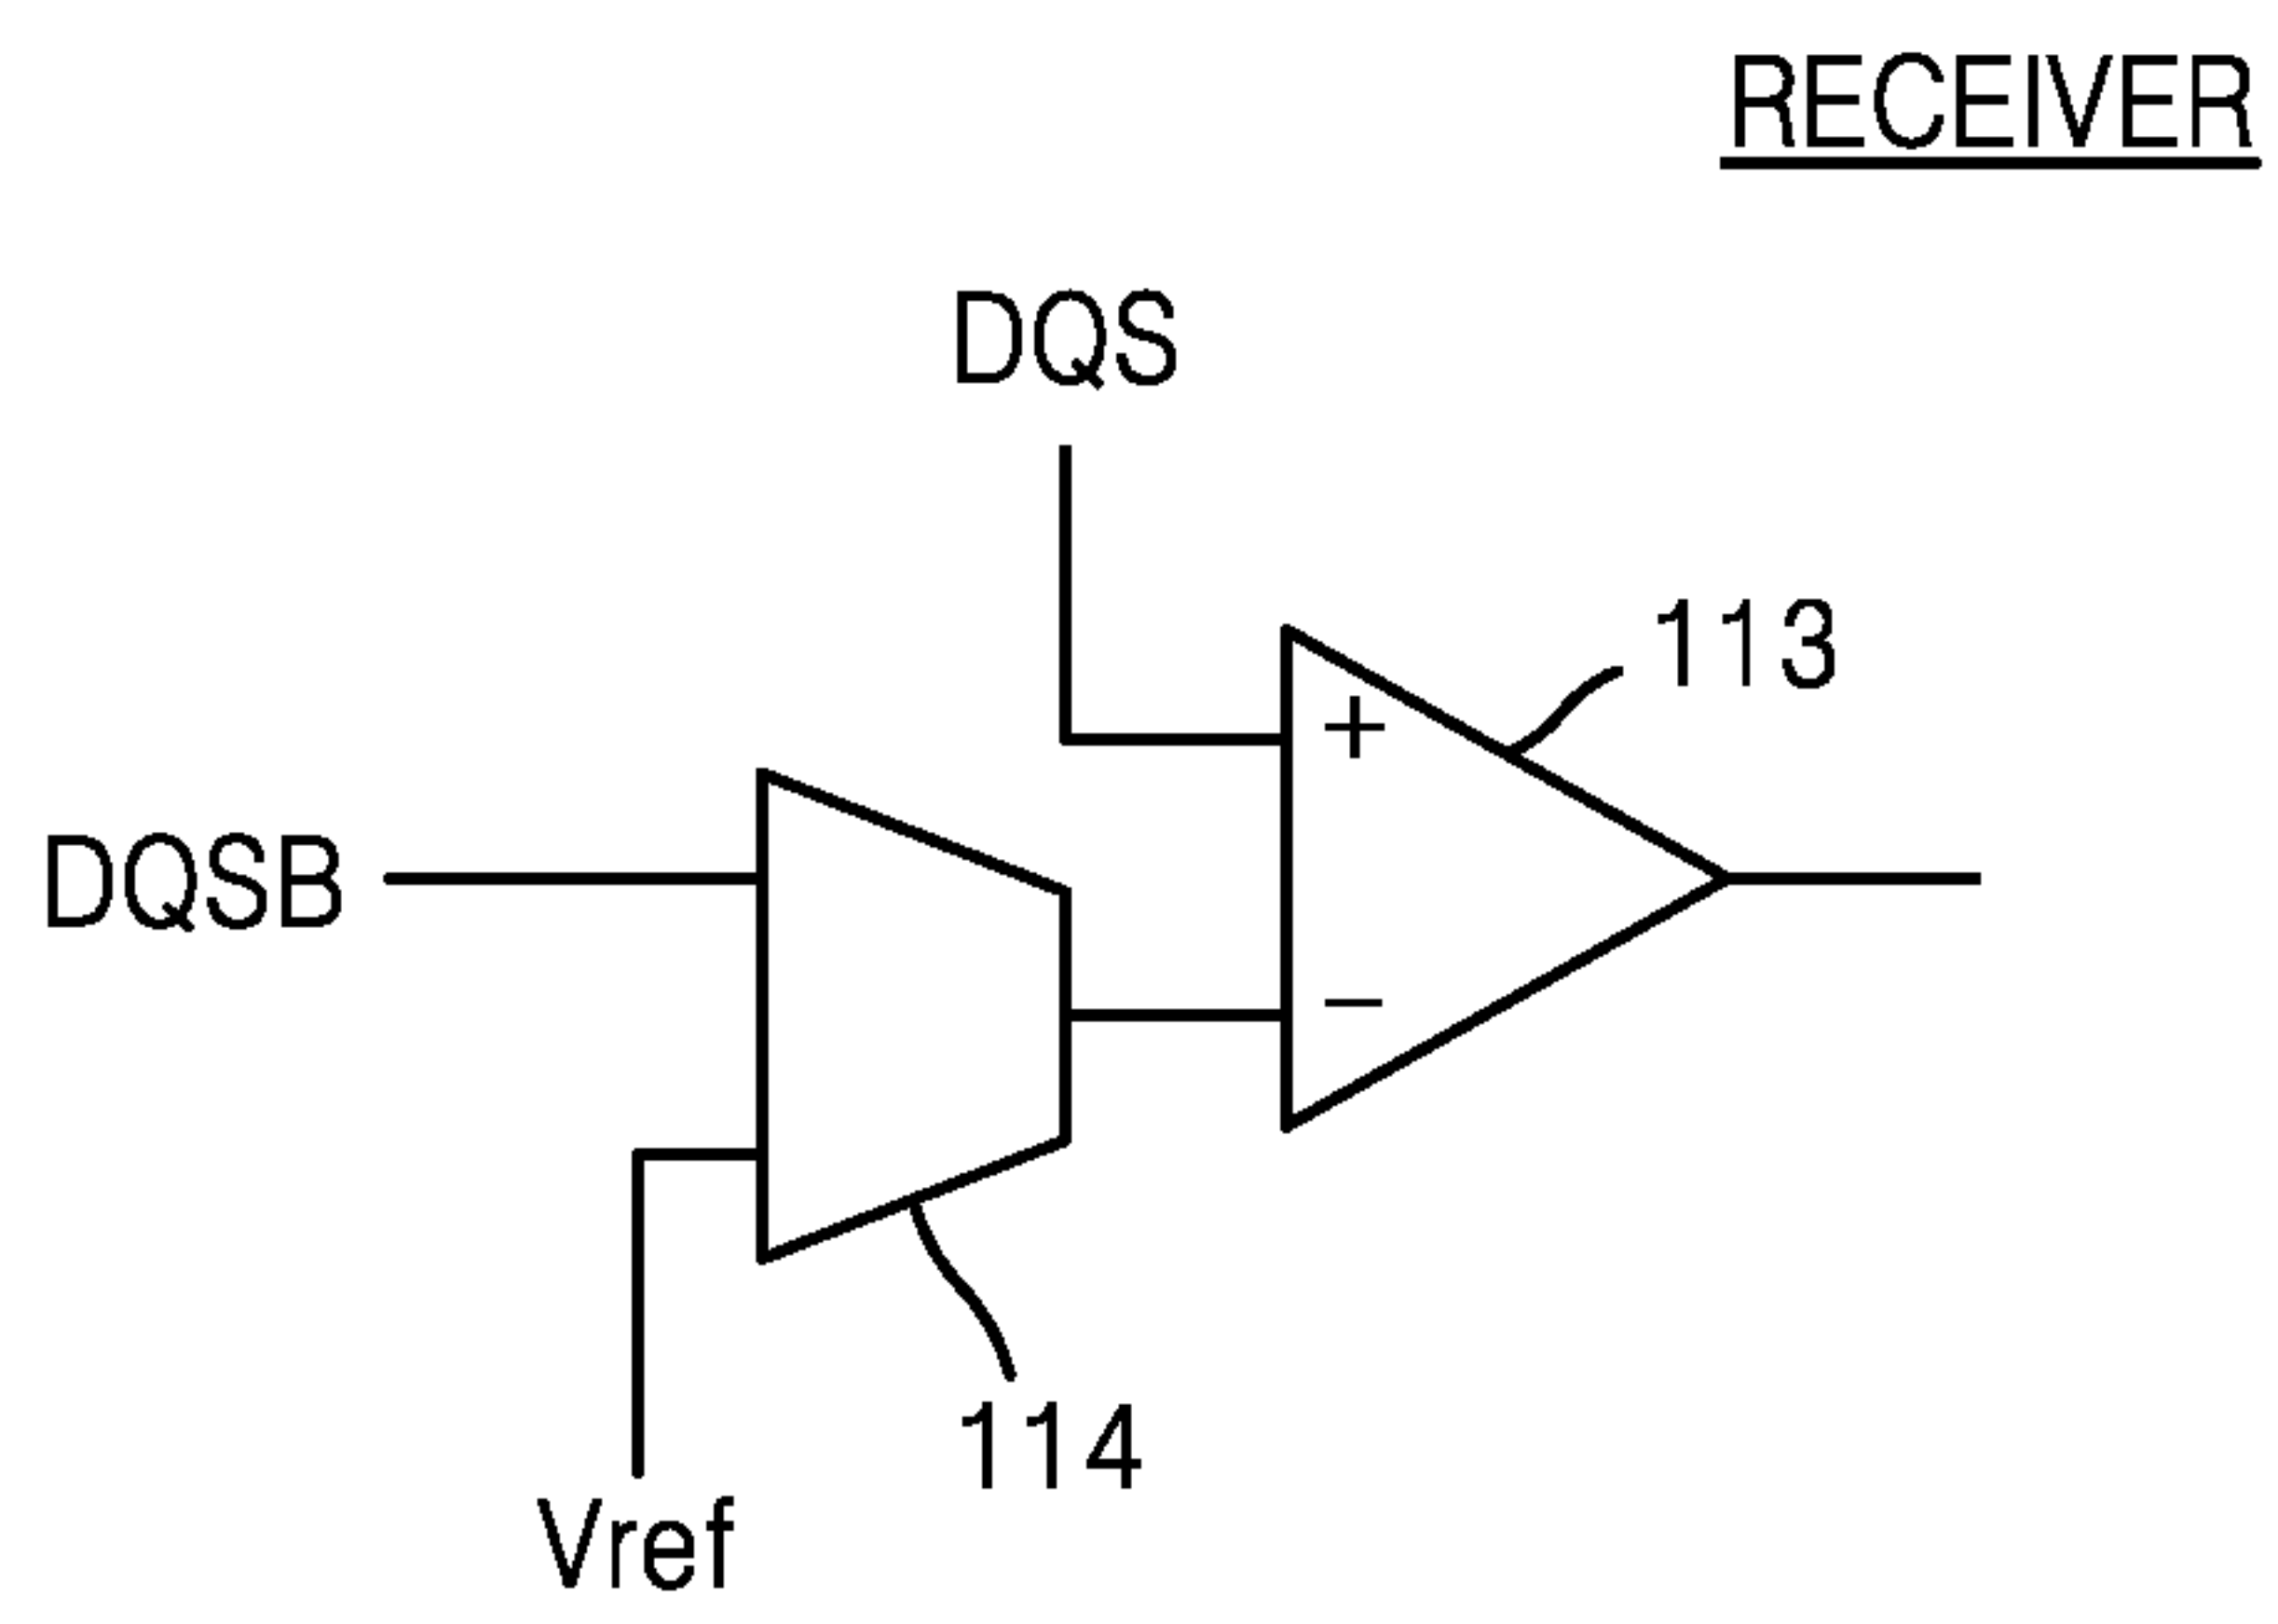 RECEIVER
DQS
113
+
DQSB
−
114
Vref